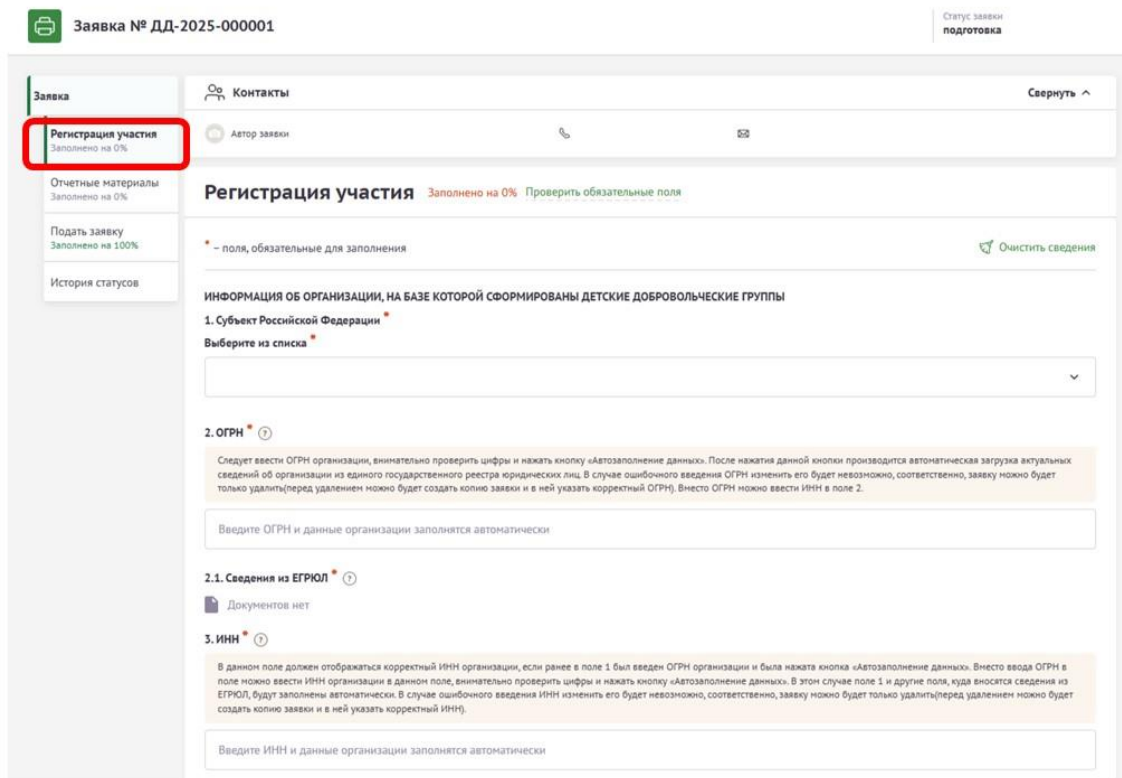 Заявка № ДД-2025-000001
Статус заявки
подготовка
Заявка
Регистрация участия
Заполнено на 0%
Отчетные материалы
Заполнено на 0%
Подать заявку
Заполнено на 100%
История статусов
Контакты
Свернуть
Автор заявки
Регистрация участия Заполнено на 0% Проверить обязательные поля
* – поля, обязательные для заполнения
Очистить сведения
ИНФОРМАЦИЯ ОБ ОРГАНИЗАЦИИ, НА БАЗЕ КОТОРОЙ СФОРМИРОВАНЫ ДЕТСКИЕ ДОБРОВОЛЬЧЕСКИЕ ГРУППЫ
1. Субъект Российской Федерации *
Выберите из списка *
2. ОГРН * ?
Следует ввести ОГРН организации, внимательно проверить цифры и нажать кнопку «Автозаполнение данных». После нажатия данной кнопки производится автоматическая загрузка актуальных
сведений об организации из единого государственного реестра юридических лиц. В случае ошибочного введения ОГРН изменить его будет невозможно, соответственно, заявку можно будет
только удалить(перед удалением можно будет создать копию заявки и в ней указать корректный ОГРН). Вместо ОГРН можно ввести ИНН в поле 2.
Введите ОГРН и данные организации заполнятся автоматически
2.1. Сведения из ЕГРЮЛ * ?
Документов нет
3. ИНН * ?
В данном поле должен отображаться корректный ИНН организации, если ранее в поле 1 был введен ОГРН организации и была нажата кнопка «Автозаполнение данных». Вместо ввода ОГРН в
поле можно ввести ИНН организации в данном поле, внимательно проверить цифры и нажать кнопку «Автозаполнение данных». В этом случае поле 1 и другие поля, куда вносятся сведения из
ЕГРЮЛ, будут заполнены автоматически. В случае ошибочного введения ИНН изменить его будет невозможно, соответственно, заявку можно будет только удалить(перед удалением можно будет
создать копию заявки и в ней указать корректный ИНН).
Введите ИНН и данные организации заполнятся автоматически